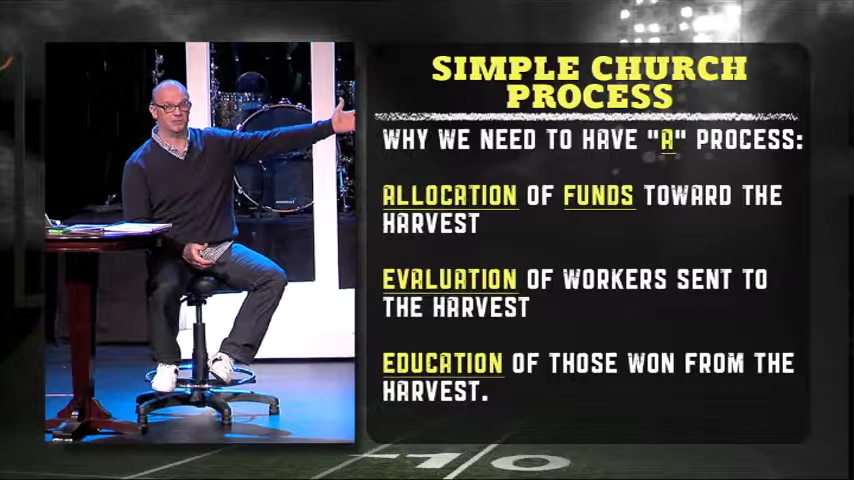 SIMPLE CHURCH
PROCESS
WHY WE NEED TO HAVE "A" PROCESS:
ALLOCATION OF FUNDS TOWARD THE
HARVEST
EVALUATION OF WORKERS SENT TO
THE HARVEST
EDUCATION OF THOSE WON FROM THE
HARVEST.
-10